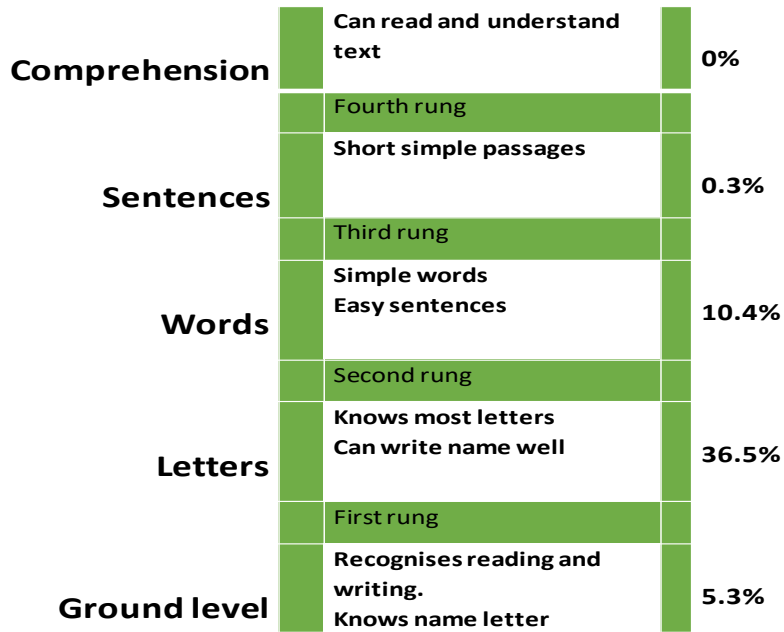 Can read and understand
text
Comprehension
0%
Fourth rung
Short simple passages
Sentences
0.3%
Third rung
Simple words
Easy sentences
Words
10.4%
Second rung
Knows most letters
Can write name well
Letters
36.5%
First rung
Recognises reading and
writing.
Knows name letter
Ground level
5.3%